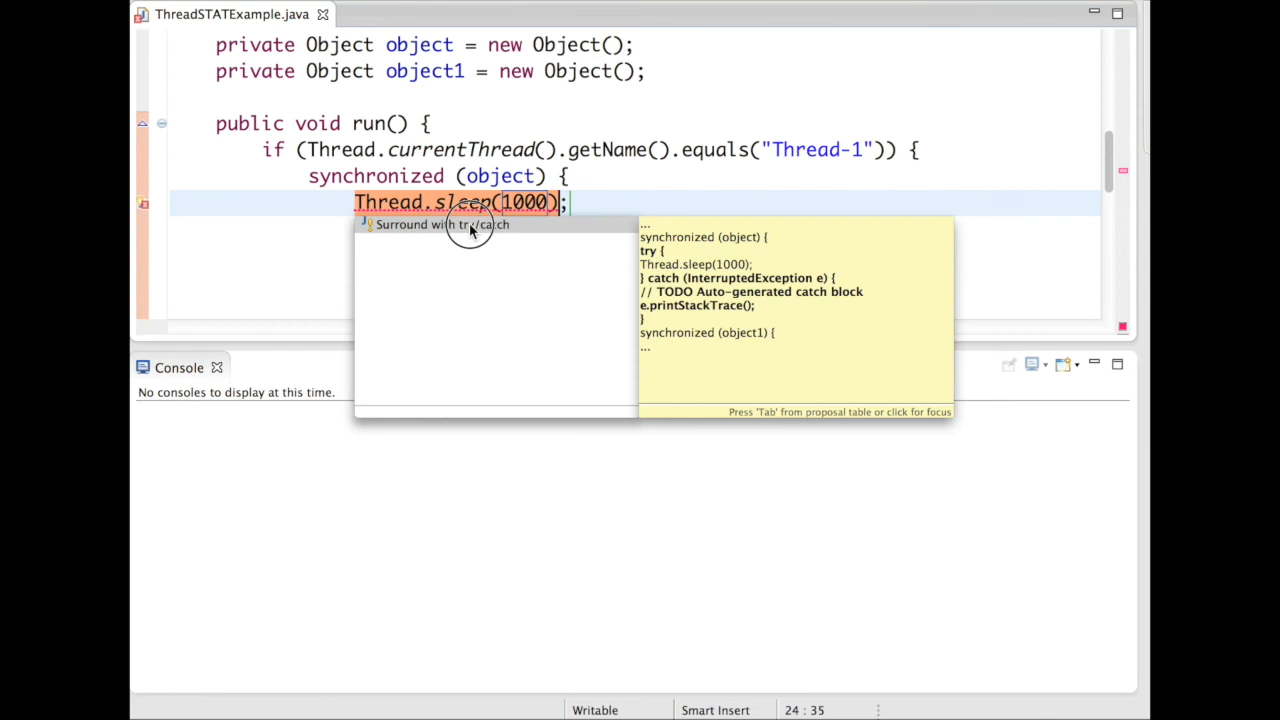 ThreadSTATExample.java
private Object object = new Object();
private Object object1 = new Object();
public void run() {
if (Thread.currentThread().getName().equals("Thread-1")) {
synchronized (object) {
Thread.sleep(1000);
Surround with try/catch
...
synchronized (object) {
try {
Thread.sleep(1000);
} catch (InterruptedException e) {
// TODO Auto-generated catch block
e.printStackTrace();
}
synchronized (object1) {
...
Press 'Tab' from proposal table or click for focus
Console
No consoles to display at this time.
Writable Smart Insert 24 : 35